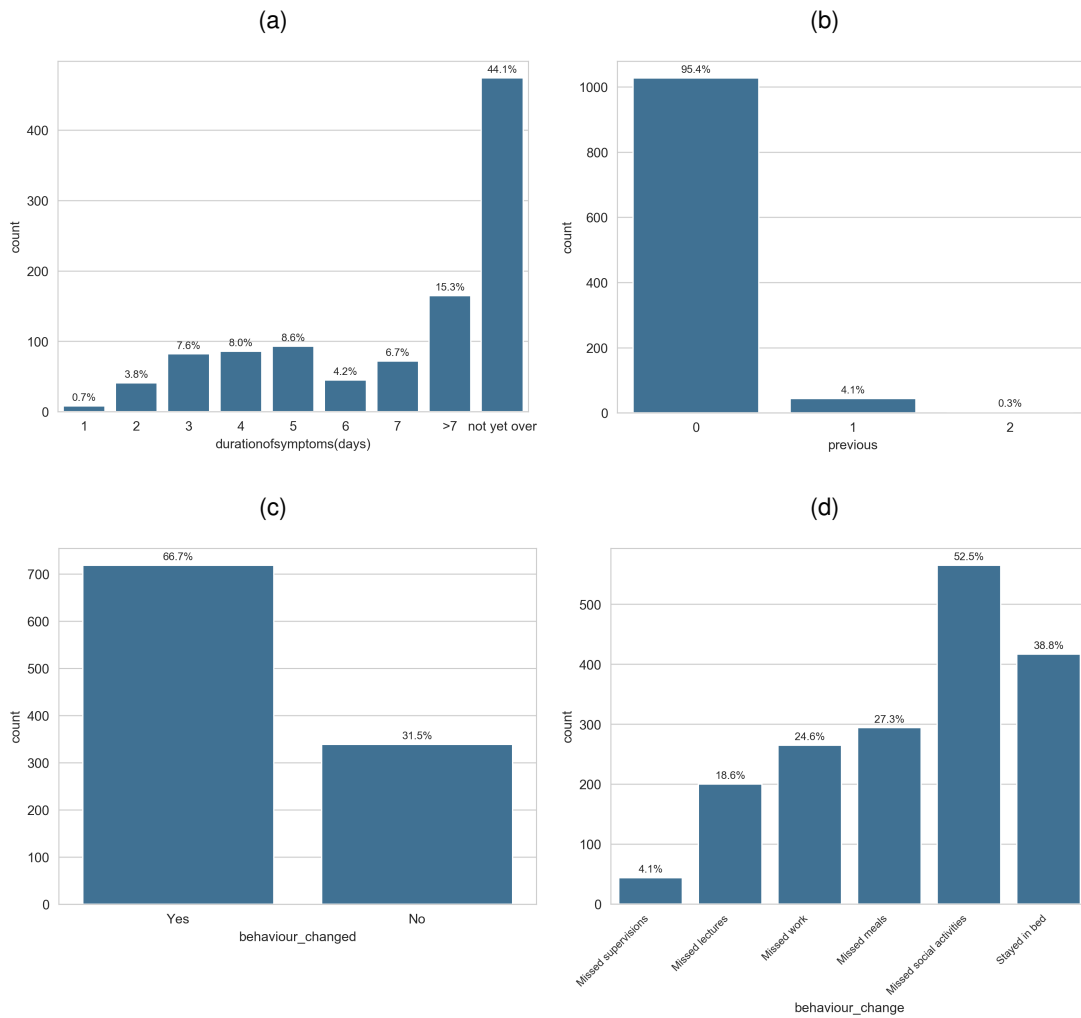 (a)
(b)
44.1%
15.3%
8.6%
8.0%
7.6%
6.7%
4.2%
3.8%
0.7%
400
300
200
100
0
count
1 2 3 4 5 6 7 >7 not yet over
durationofsymptoms(days)
95.4%
4.1%
0.3%
1000
800
600
400
200
0
count
0 1 2
previous
(c)
(d)
66.7%
31.5%
700
600
500
400
300
200
100
0
count
Yes No
behaviour_changed
52.5%
38.8%
27.3%
24.6%
18.6%
4.1%
500
400
300
200
100
0
count
Missed supervisions
Missed lectures
Missed work
Missed meals
Missed social activities
Stayed in bed
behaviour_change